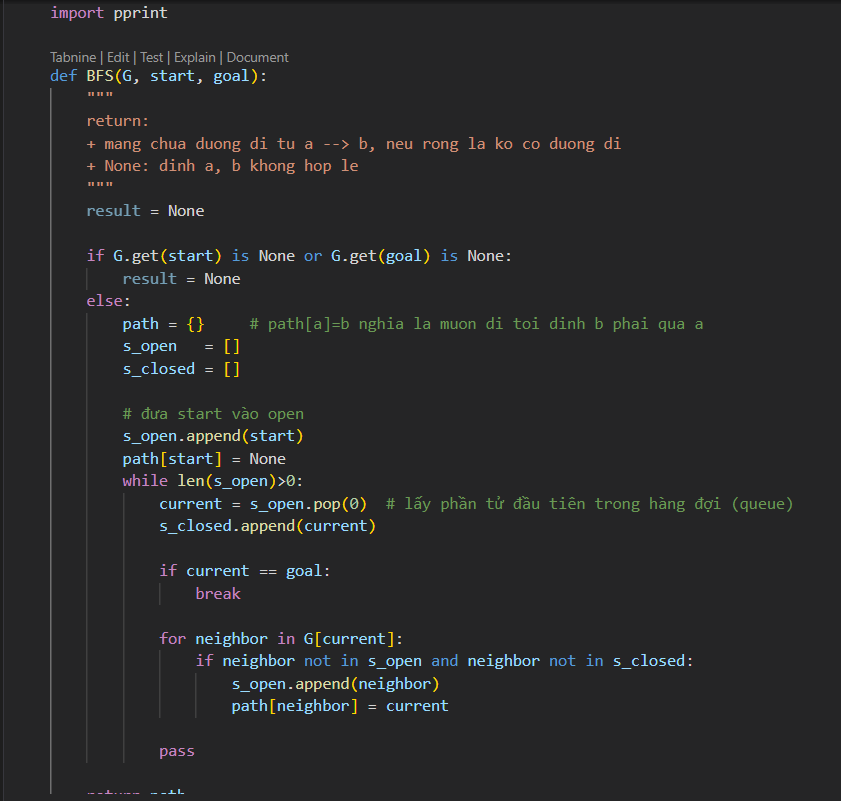 import pprint
Tabnine | Edit | Test | Explain | Document
def BFS(G, start, goal):
    """
    return:
    + mang chua duong di tu a --> b, neu rong la ko co duong di
    + None: dinh a, b khong hop le
    """
    result = None
    if G.get(start) is None or G.get(goal) is None:
        result = None
    else:
        path = {}     # path[a]=b nghia la muon di toi dinh b phai qua a
        s_open   = []
        s_closed = []
        # đưa start vào open
        s_open.append(start)
        path[start] = None
        while len(s_open)>0:
            current = s_open.pop(0)  # lấy phần tử đầu tiên trong hàng đợi (queue)
            s_closed.append(current)
            if current == goal:
                break
            for neighbor in G[current]:
                if neighbor not in s_open and neighbor not in s_closed:
                    s_open.append(neighbor)
                    path[neighbor] = current
            pass
    return path